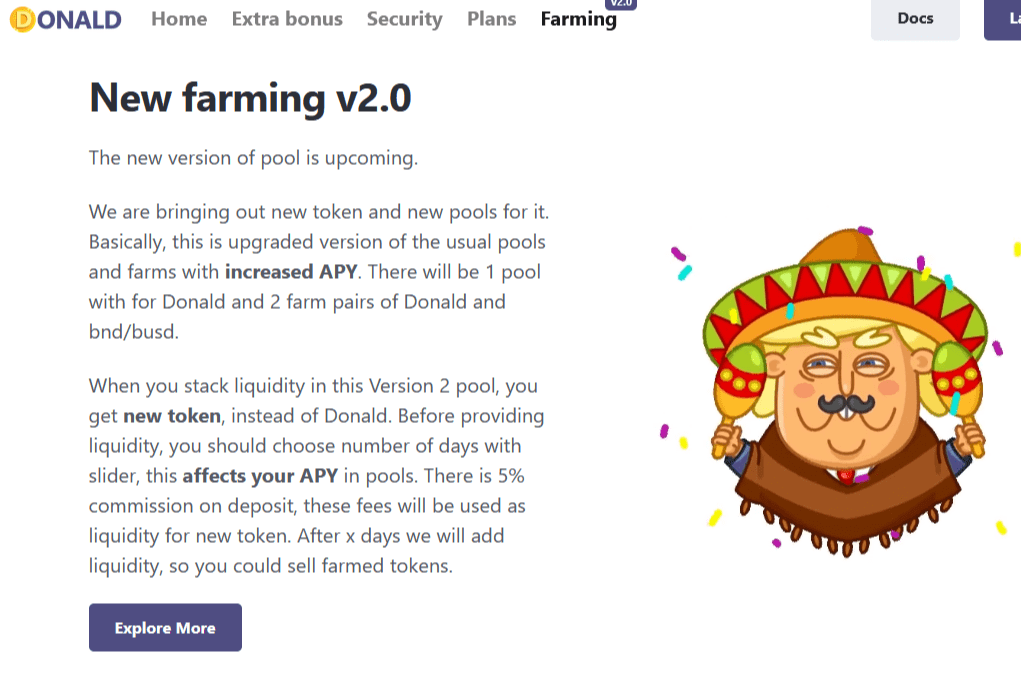 DONALD Home Extra bonus Security Plans Farming v2.0 Docs
New farming v2.0
The new version of pool is upcoming.
We are bringing out new token and new pools for it.
Basically, this is upgraded version of the usual pools
and farms with increased APY. There will be 1 pool
with for Donald and 2 farm pairs of Donald and
bnd/busd.
When you stack liquidity in this Version 2 pool, you
get new token, instead of Donald. Before providing
liquidity, you should choose number of days with
slider, this affects your APY in pools. There is 5%
commission on deposit, these fees will be used as
liquidity for new token. After x days we will add
liquidity, so you could sell farmed tokens.
Explore More